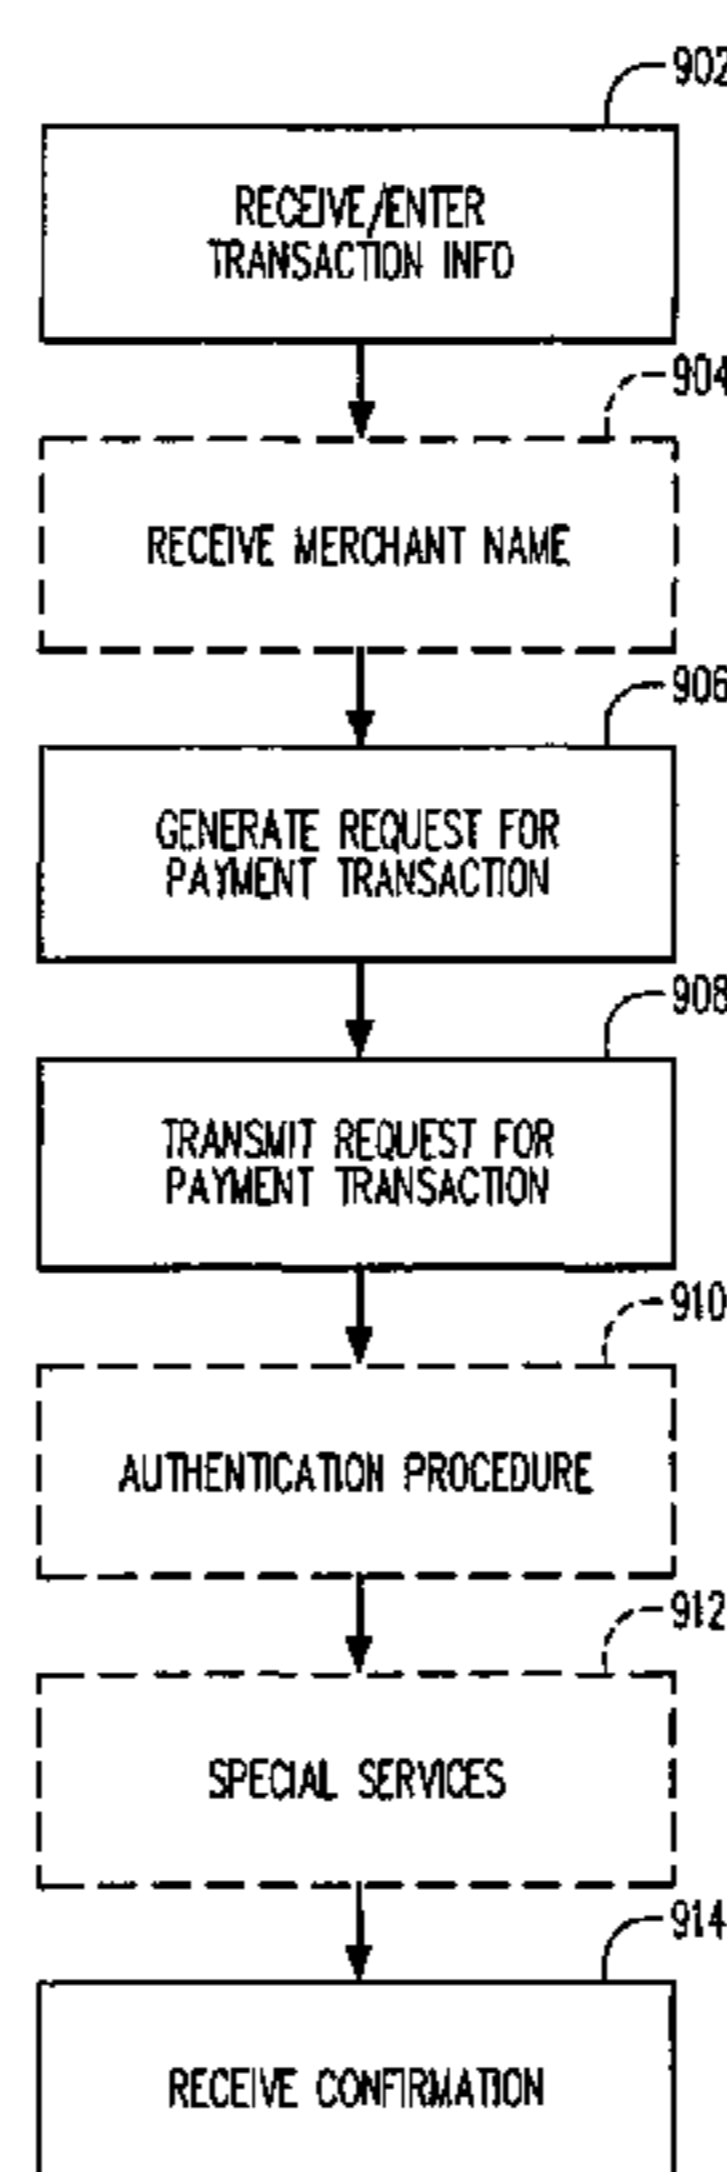 902
RECEIVE/ENTER
TRANSACTION INFO
904
RECEIVE MERCHANT NAME
906
GENERATE REQUEST FOR
PAYMENT TRANSACTION
908
TRANSMIT REQUEST FOR
PAYMENT TRANSACTION
910
AUTHENTICATION PROCEDURE
912
SPECIAL SERVICES
914
RECEIVE CONFIRMATION